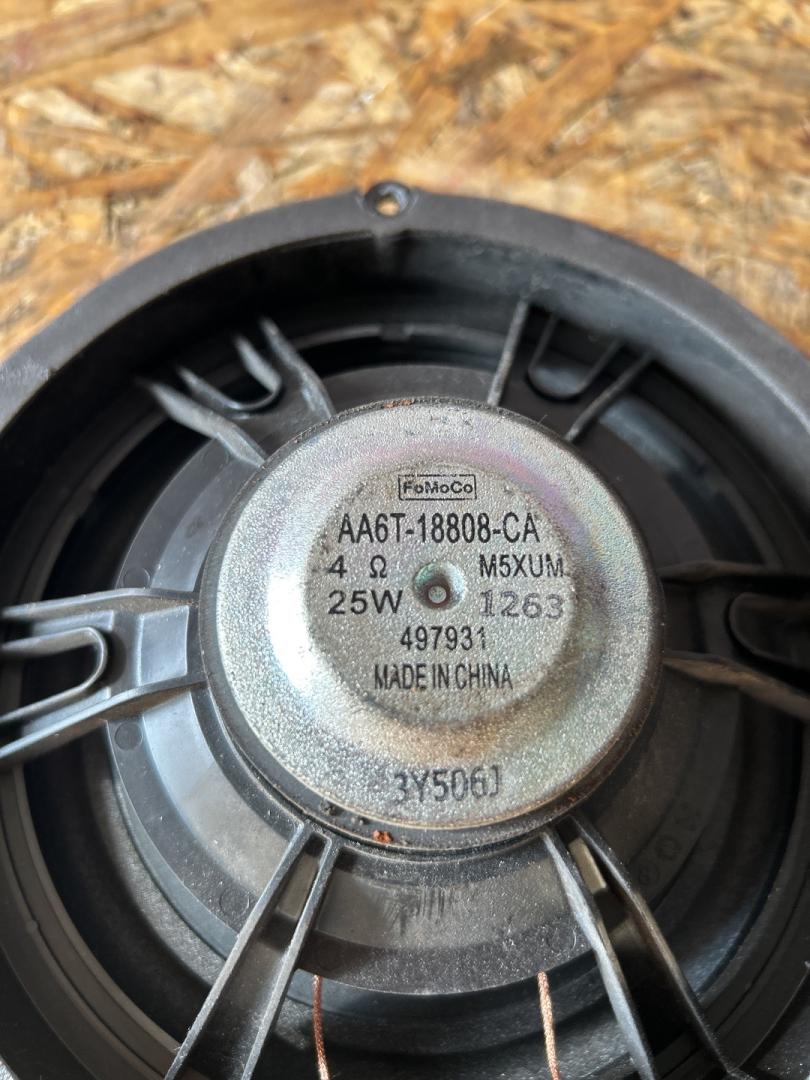 FoMoCo
AA6T-18808-CA
4 Ω M5XUM
25W 1263
497931
MADE IN CHINA
3Y506J